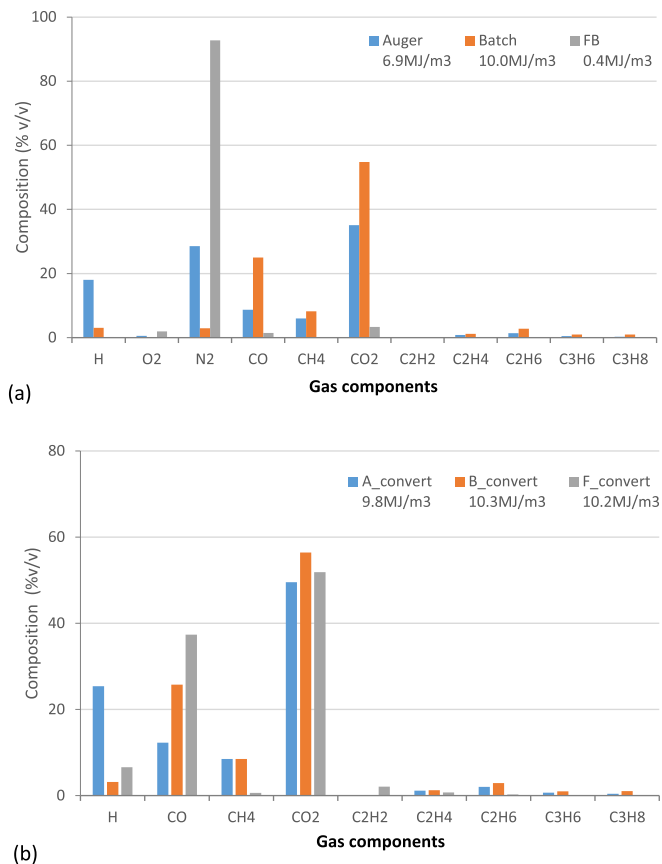 100
80
60
40
20
0
Composition (% v/v)
Auger Batch FB
6.9MJ/m3 10.0MJ/m3 0.4MJ/m3
H O2 N2 CO CH4 CO2 C2H2 C2H4 C2H6 C3H6 C3H8
Gas components
(a)
80
60
40
20
0
Composition (%v/v)
A_convert B_convert F_convert
9.8MJ/m3 10.3MJ/m3 10.2MJ/m3
H CO CH4 CO2 C2H2 C2H4 C2H6 C3H6 C3H8
Gas components
(b)